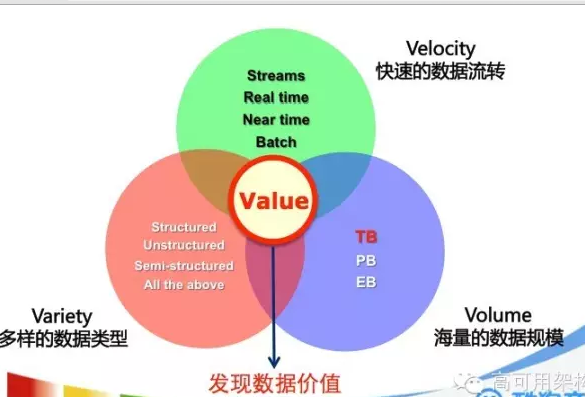 Velocity
快速的数据流转
Streams
Real time
Near time
Batch
Value
Structured
Unstructured
Semi-structured
All the above
TB
PB
EB
Variety
多样的数据类型
Volume
海量的数据规模
发现数据价值
高可用架构